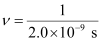 ν = 1 / 2.0×10⁻⁹ s